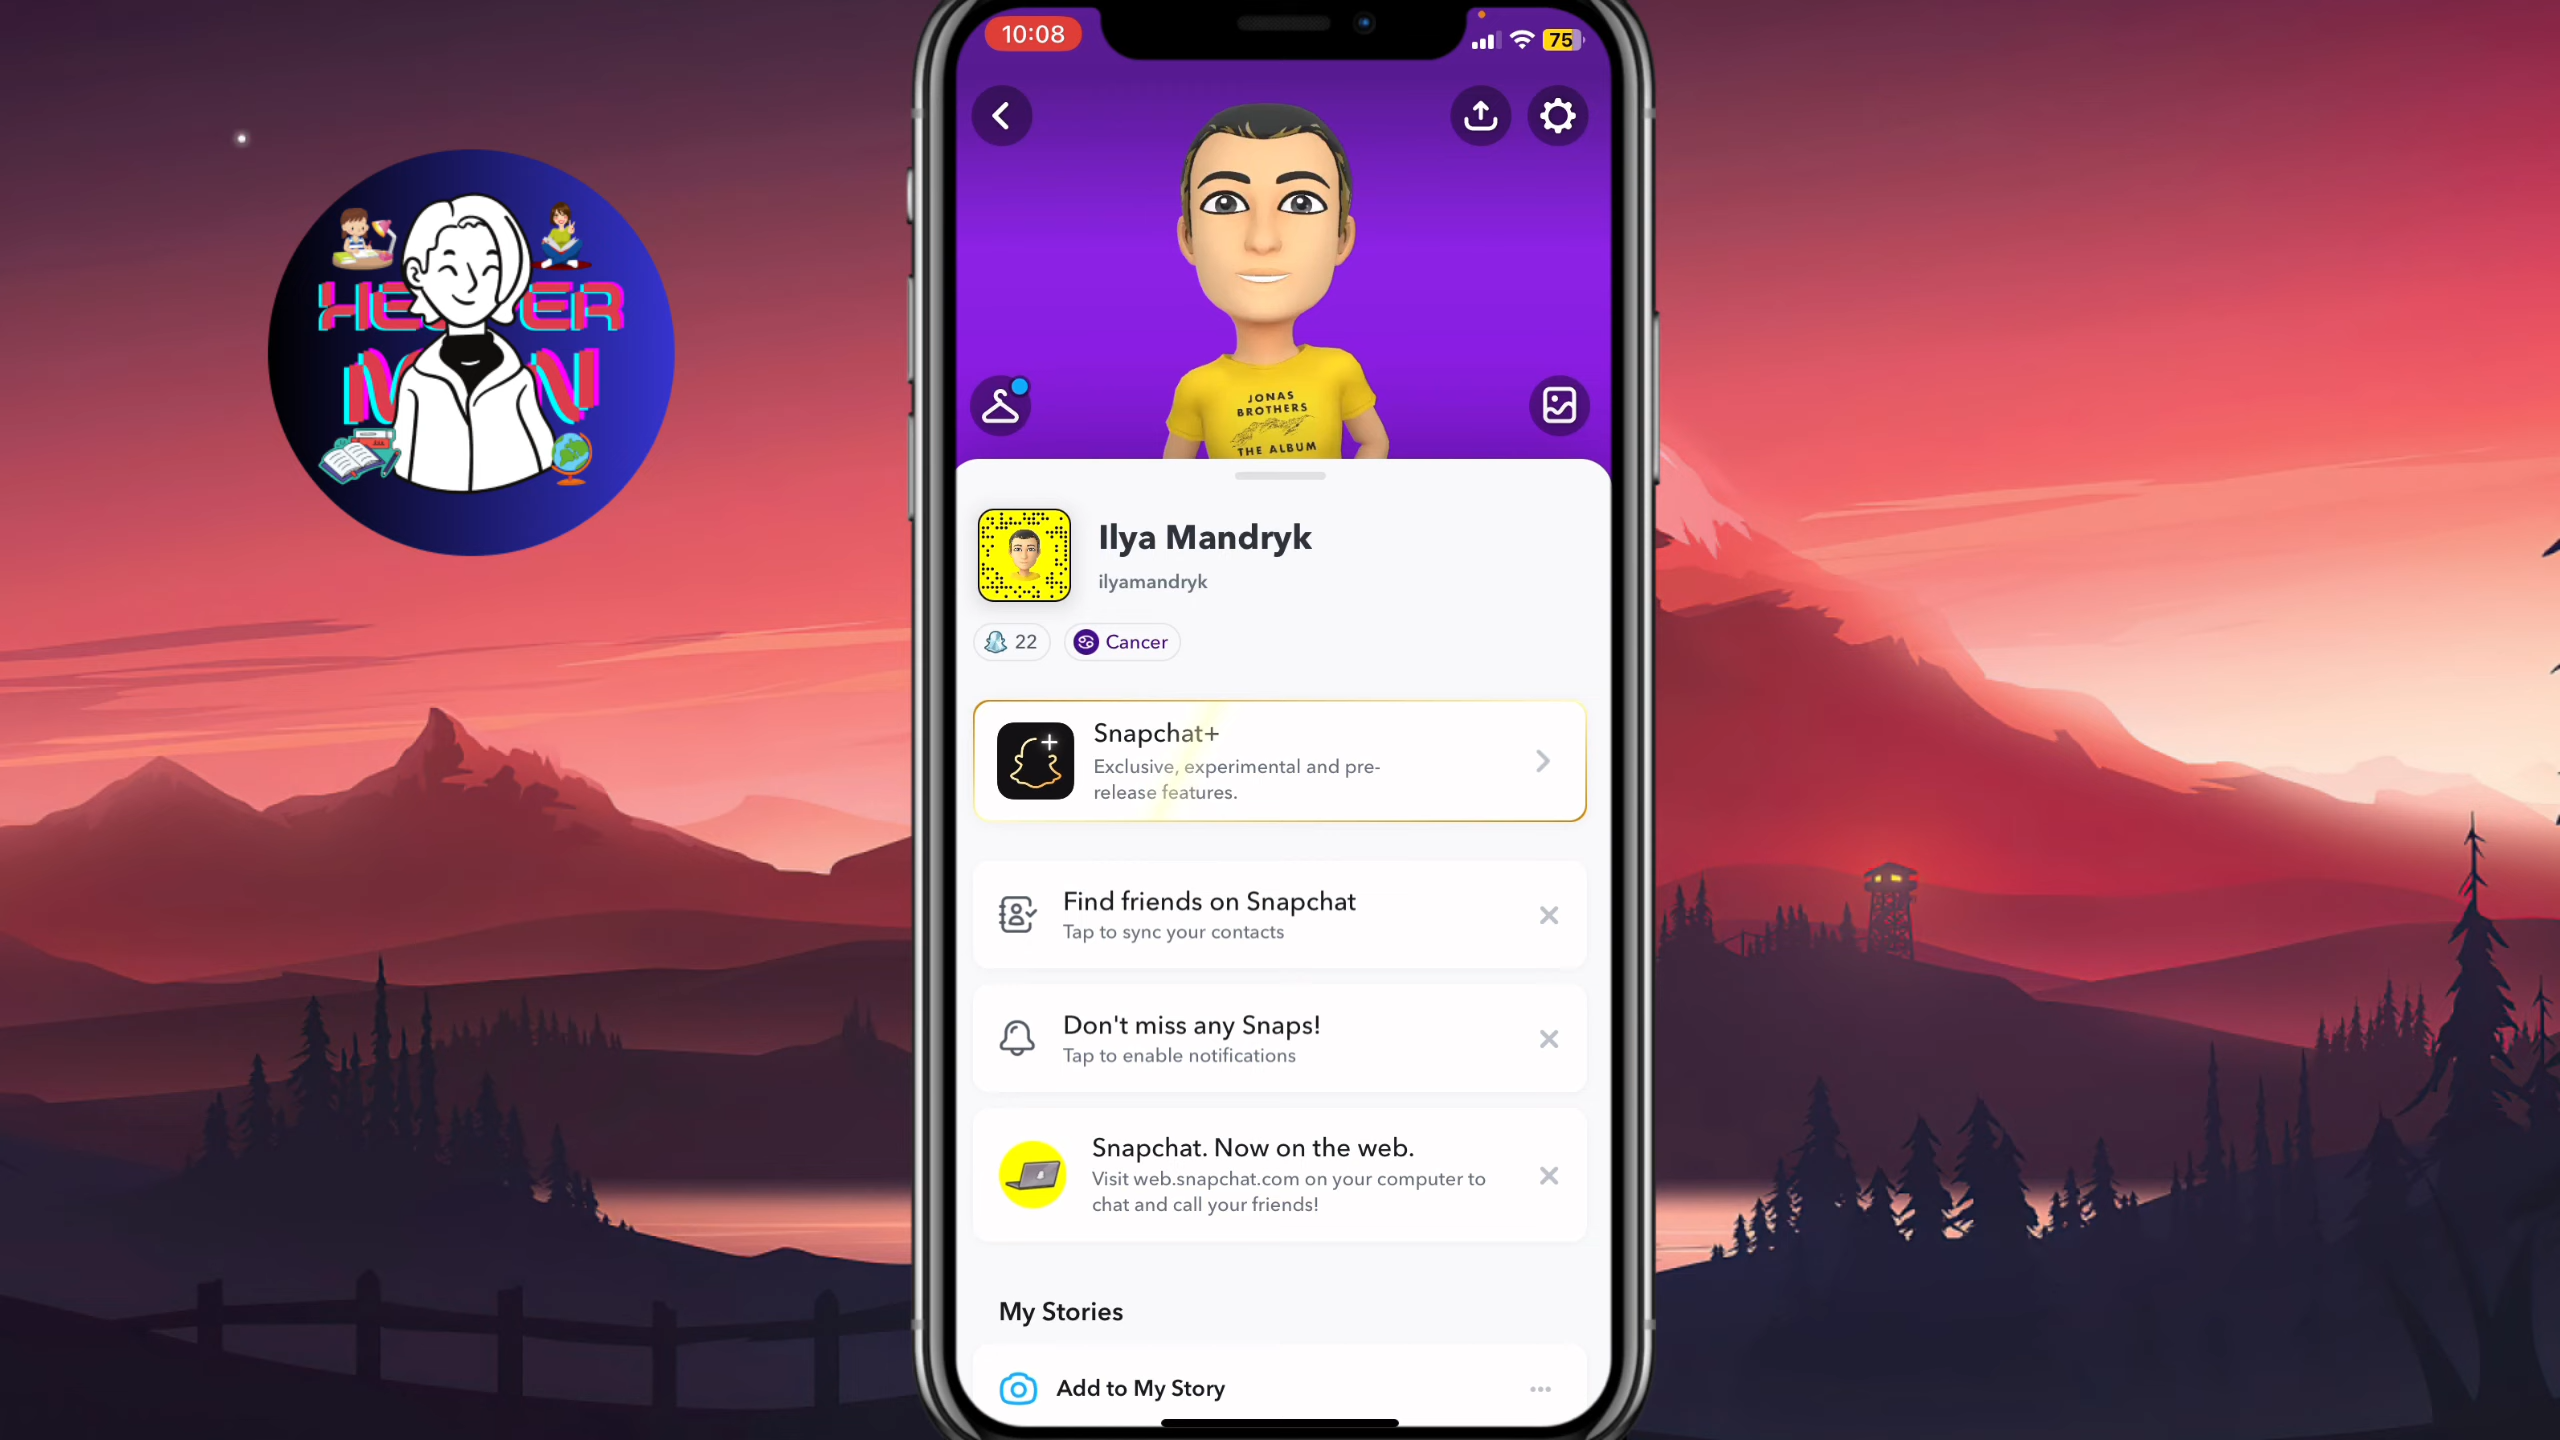 10:08
75
JONAS
BROTHERS
THE ALBUM
Ilya Mandryk
ilyamandryk
22
Cancer
Snapchat+
Exclusive, experimental and pre-
release features.
Find friends on Snapchat
Tap to sync your contacts
Don't miss any Snaps!
Tap to enable notifications
Snapchat. Now on the web.
Visit web.snapchat.com on your computer to
chat and call your friends!
My Stories
Add to My Story